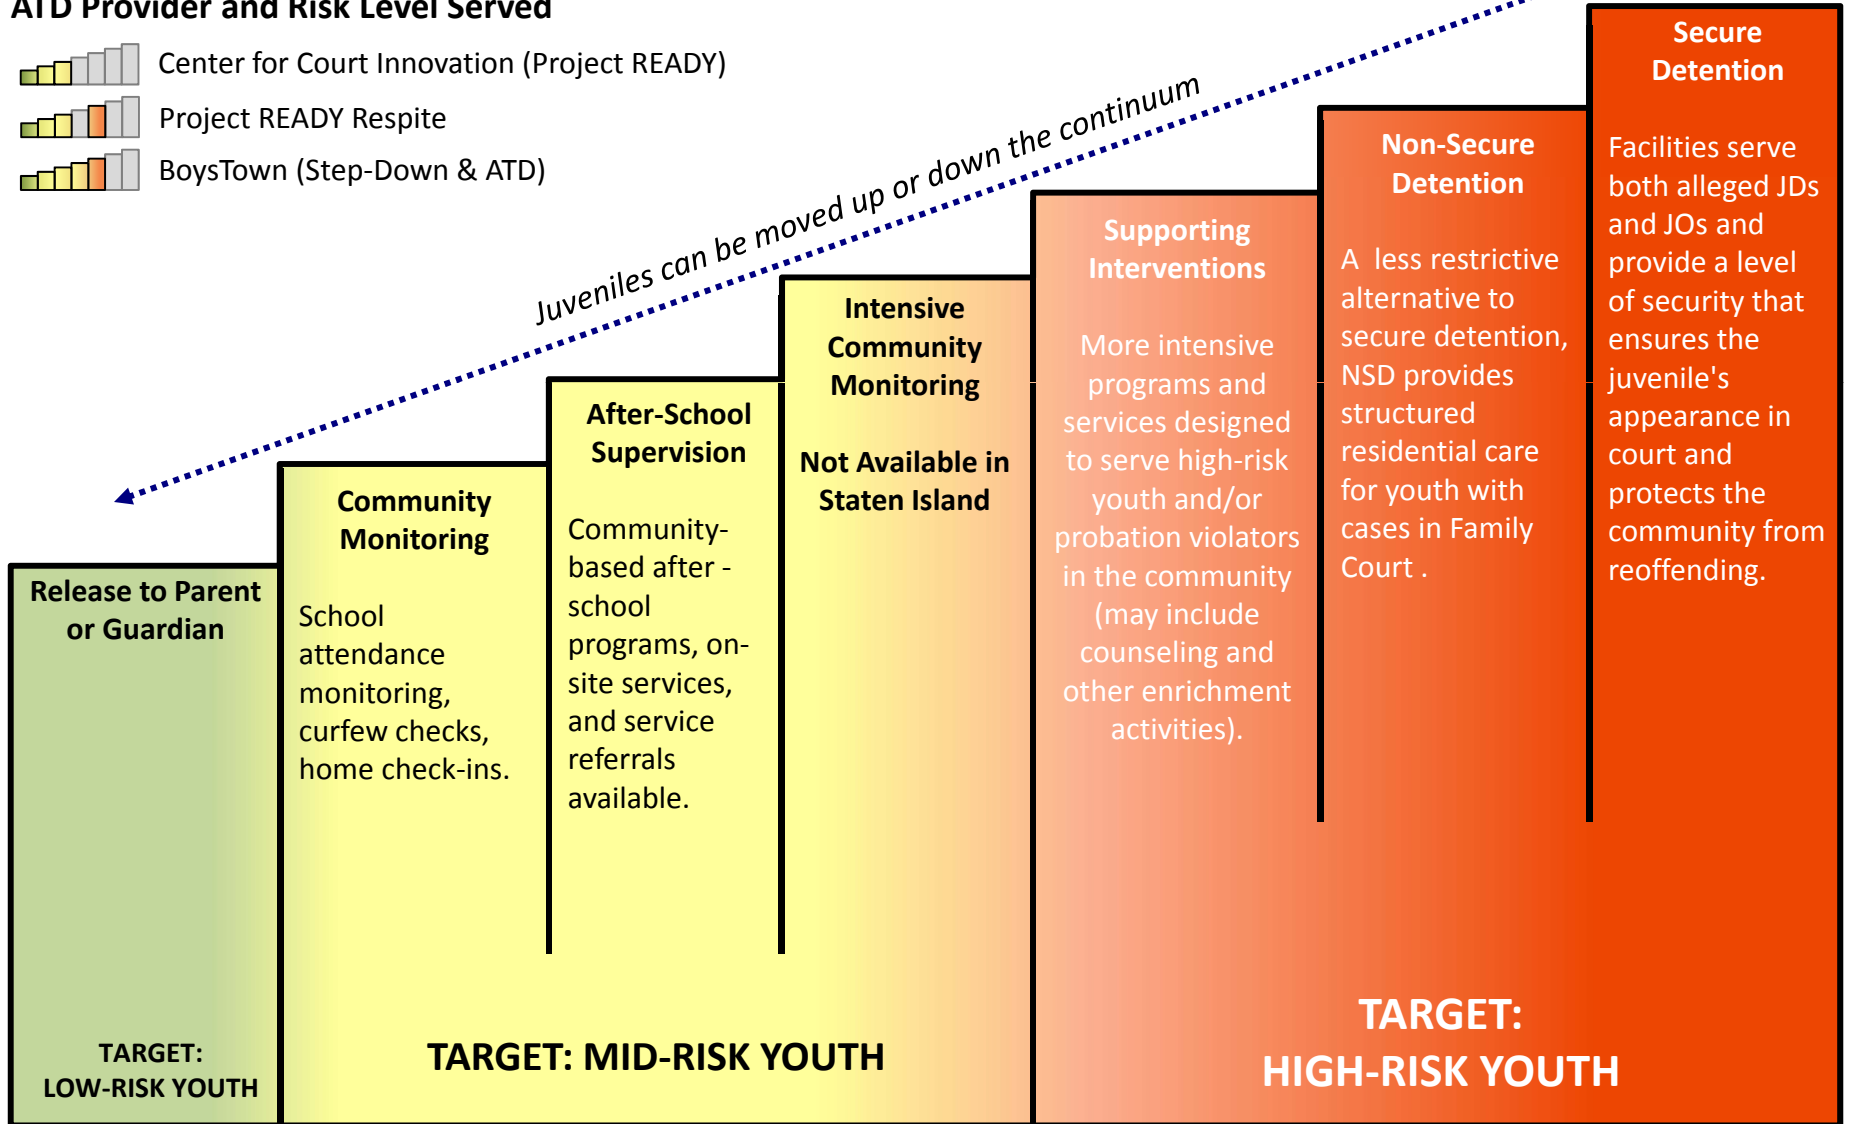 ATD Provider and Risk Level Served
Center for Court Innovation (Project READY)
Project READY Respite
BoysTown (Step-Down & ATD)
Juveniles can be moved up or down the continuum
Release to Parent
or Guardian
TARGET:
LOW-RISK YOUTH
Community
Monitoring
School
attendance
monitoring,
curfew checks,
home check-ins.
After-School
Supervision
Community-
based after -
school
programs, on-
site services,
and service
referrals
available.
Intensive
Community
Monitoring
Not Available in
Staten Island
TARGET: MID-RISK YOUTH
Supporting
Interventions
More intensive
programs and
services designed
to serve high-risk
youth and/or
probation violators
in the community
(may include
counseling and
other enrichment
activities).
Non-Secure
Detention
A  less restrictive
alternative to
secure detention,
NSD provides
structured
residential care
for youth with
cases in Family
Court .
Secure
Detention
Facilities serve
both alleged JDs
and JOs and
provide a level
of security that
ensures the
juvenile's
appearance in
court and
protects the
community from
reoffending.
TARGET:
HIGH-RISK YOUTH